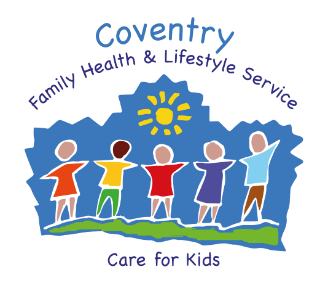 Coventry
Family Health & Lifestyle Service
Care for Kids